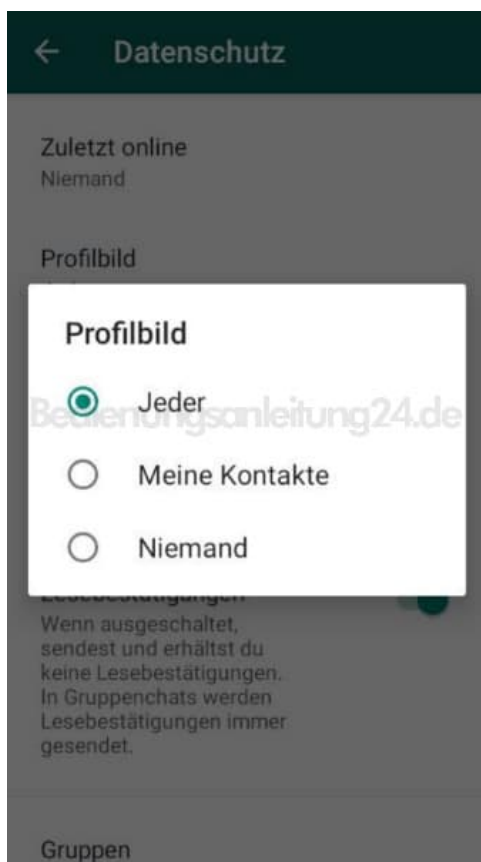 Datenschutz
Zuletzt online
Niemand
Profilbild
Profilbild
Jeder
Bedienungsanleitung24.de
Meine Kontakte
Niemand
Lesebestätigungen
Wenn ausgeschaltet,
sendest und erhältst du
keine Lesebestätigungen.
In Gruppenchats werden
Lesebestätigungen immer
gesendet.
Gruppen